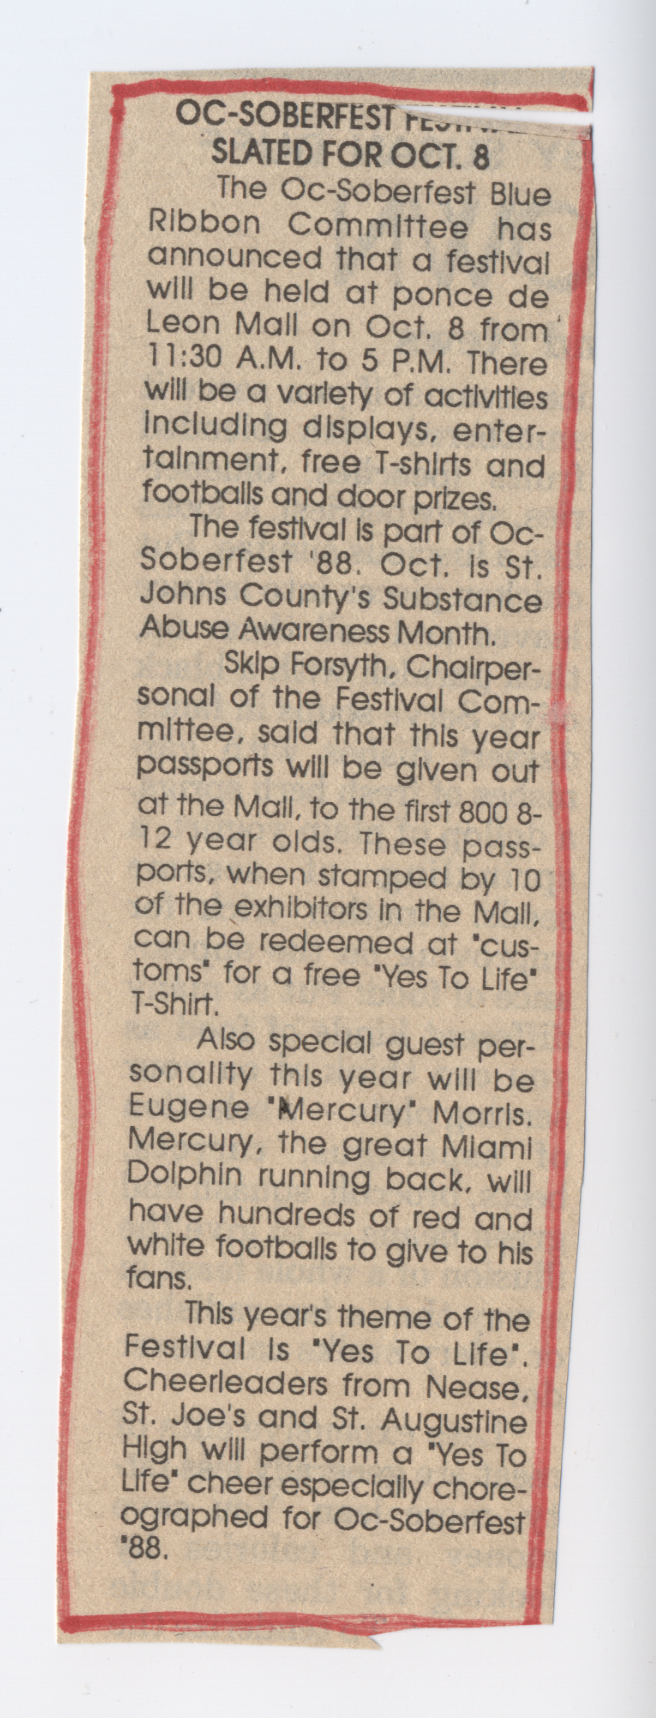 OC-SOBERFEST
SLATED FOR OCT. 8
The Oc-Soberfest Blue
Ribbon Committee has
announced that a festival
will be held at ponce de
Leon Mall on Oct. 8 from
11:30 A.M. to 5 P.M. There
will be a variety of activities
including displays, enter-
tainment, free T-shirts and
footballs and door prizes.
The festival is part of Oc-
Soberfest '88. Oct. is St.
Johns County's Substance
Abuse Awareness Month.
Skip Forsyth, Chairper-
sonal of the Festival Com-
mittee, said that this year
passports will be given out
at the Mall, to the first 800 8-
12 year olds. These pass-
ports, when stamped by 10
of the exhibitors in the Mall,
can be redeemed at "cus-
toms" for a free "Yes To Life"
T-Shirt.
Also special guest per-
sonality this year will be
Eugene "Mercury" Morris.
Mercury, the great Miami
Dolphin running back, will
have hundreds of red and
white footballs to give to his
fans.
This year's theme of the
Festival is "Yes To Life".
Cheerleaders from Nease,
St. Joe's and St. Augustine
High will perform a "Yes To
Life" cheer especially chore-
ographed for Oc-Soberfest
'88.